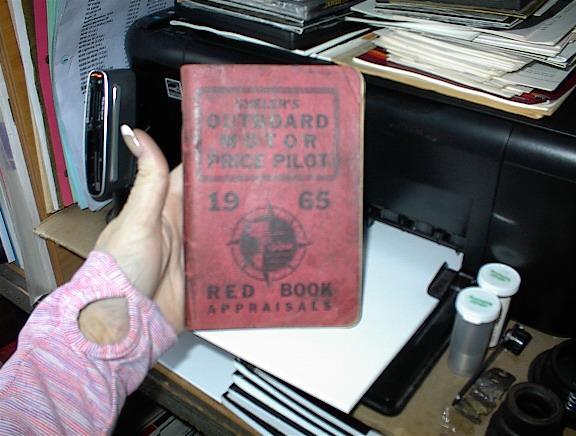 OUTBOARD
MOTOR
PRICE PILOT
19 65
RED BOOK
APPRAISALS